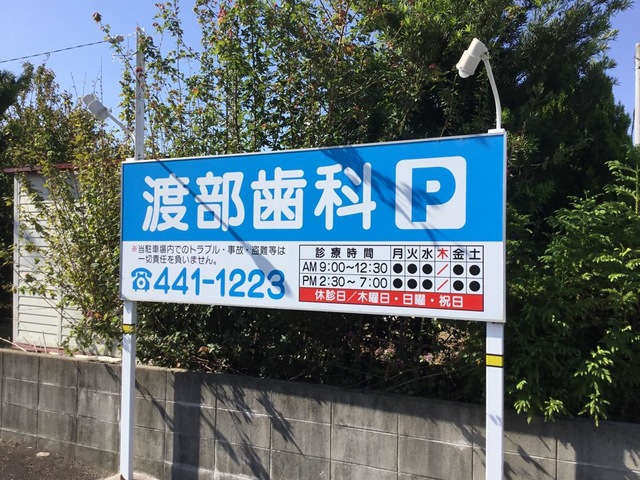 渡部歯科 P
※当駐車場内でのトラブル・事故・盗難等は
一切責任を負いません。
☎441-1223
診療時間 月 火 水 木 金 土
AM 9:00～12:30 ● ● ● ／ ● ●
PM 2:30～7:00 ● ● ● ／ ● ●
休診日／木曜日・日曜・祝日